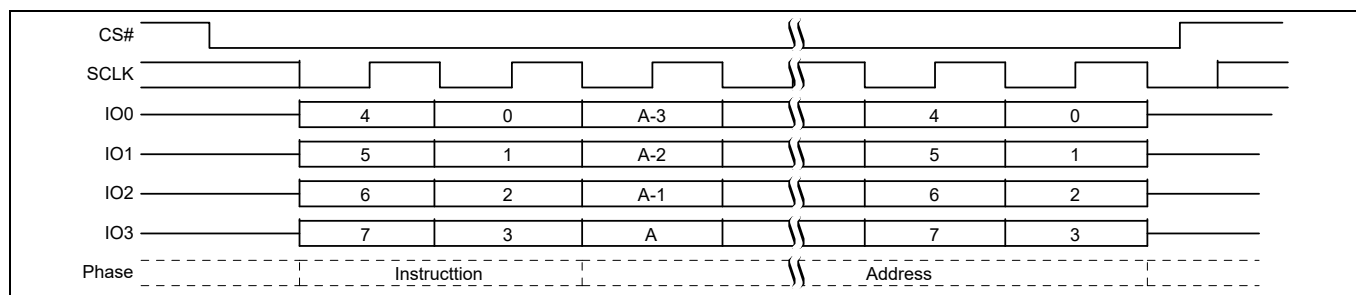 CS#
SCLK
IO0 4 0 A-3 4 0
IO1 5 1 A-2 5 1
IO2 6 2 A-1 6 2
IO3 7 3 A 7 3
Phase Instructtion Address